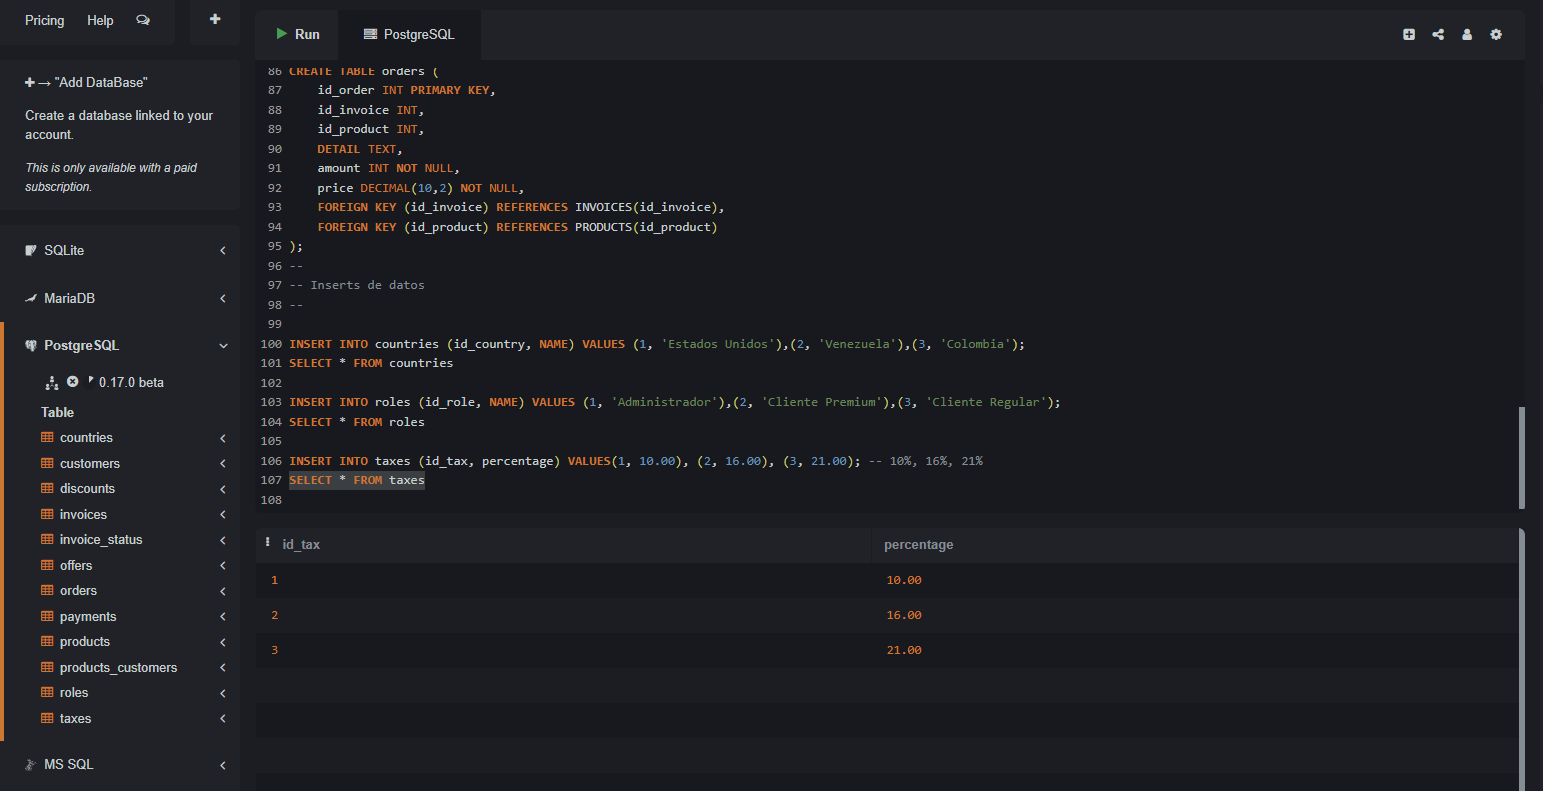 Pricing
Help
Run
PostgreSQL
→ "Add DataBase"
Create a database linked to your
account.
This is only available with a paid
subscription.
SQLite
MariaDB
PostgreSQL
0.17.0 beta
Table
countries
customers
discounts
invoices
invoice_status
offers
orders
payments
products
products_customers
roles
taxes
MS SQL
86 CREATE TABLE orders (
87 id_order INT PRIMARY KEY,
88 id_invoice INT,
89 id_product INT,
90 DETAIL TEXT,
91 amount INT NOT NULL,
92 price DECIMAL(10,2) NOT NULL,
93 FOREIGN KEY (id_invoice) REFERENCES INVOICES(id_invoice),
94 FOREIGN KEY (id_product) REFERENCES PRODUCTS(id_product)
95 );
96 --
97 -- Inserts de datos
98 --
99
100 INSERT INTO countries (id_country, NAME) VALUES (1, 'Estados Unidos'),(2, 'Venezuela'),(3, 'Colombia');
101 SELECT * FROM countries
102
103 INSERT INTO roles (id_role, NAME) VALUES (1, 'Administrador'),(2, 'Cliente Premium'),(3, 'Cliente Regular');
104 SELECT * FROM roles
105
106 INSERT INTO taxes (id_tax, percentage) VALUES(1, 10.00), (2, 16.00), (3, 21.00); -- 10%, 16%, 21%
107 SELECT * FROM taxes
108
id_tax percentage
1 10.00
2 16.00
3 21.00